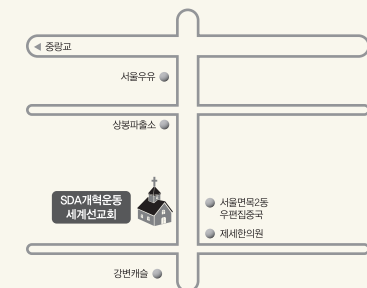 중랑교
서울우유
상봉파출소
SDA개혁운동
세계선교회
서울면목2동
우편집중국
제세한의원
강변캐슬